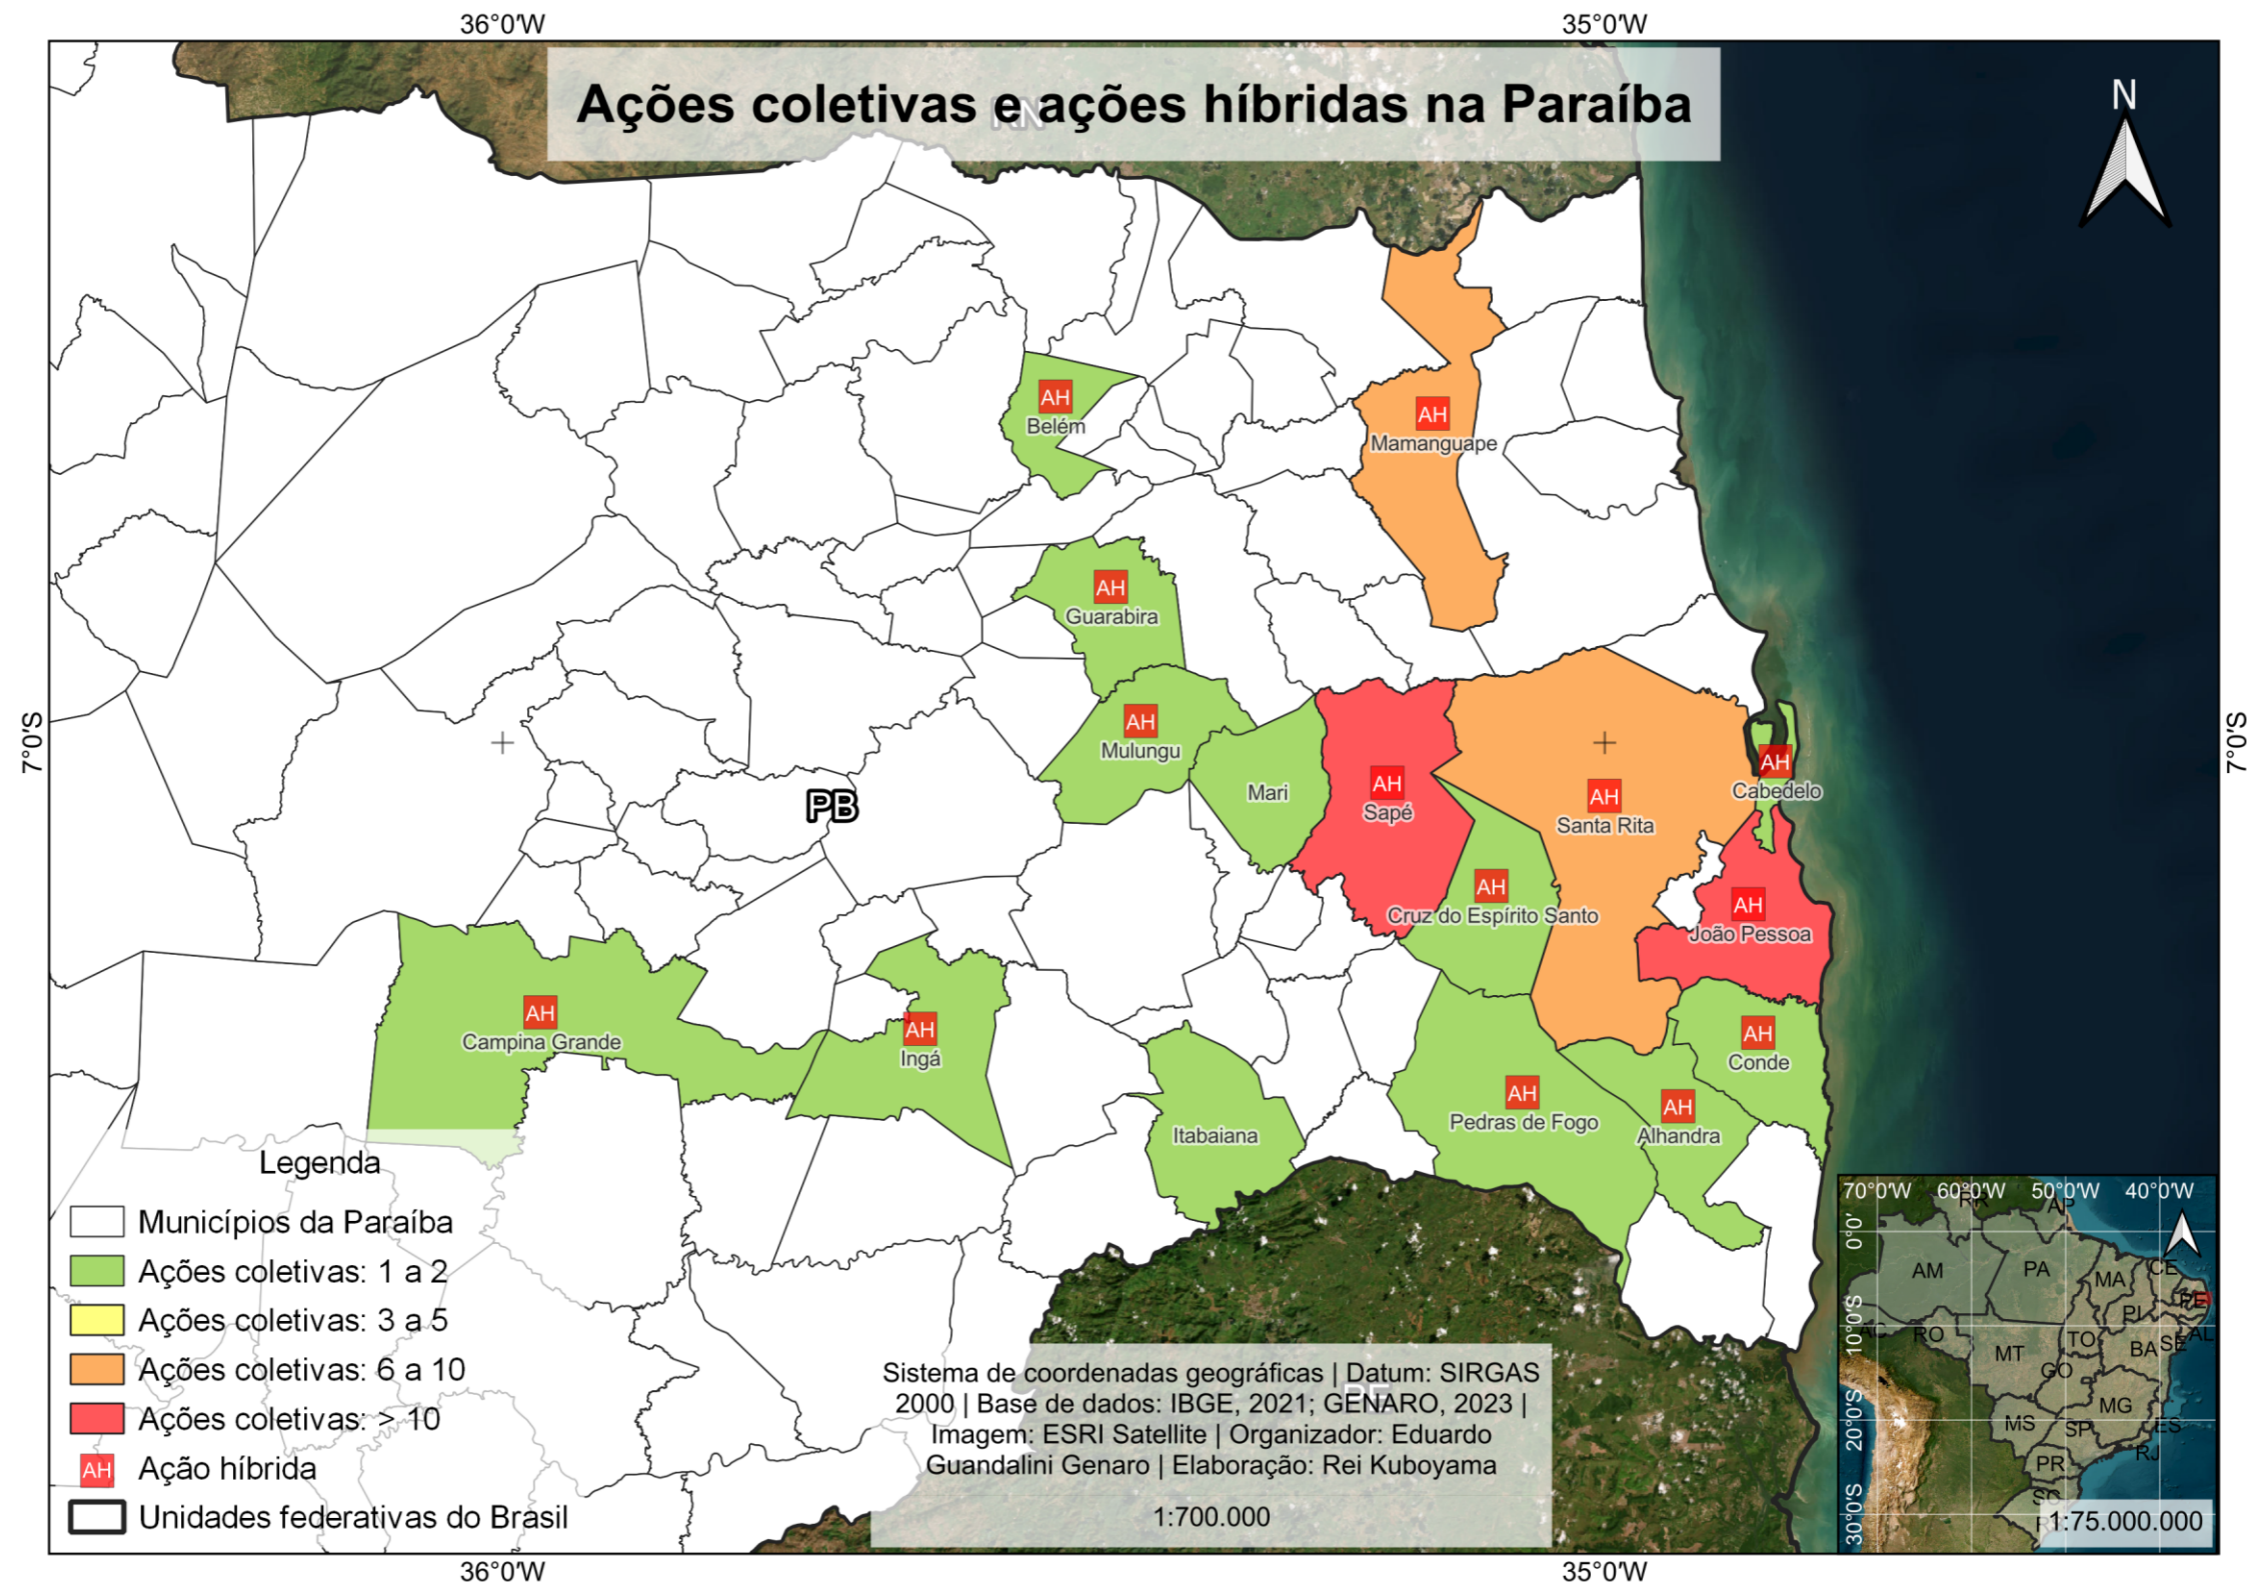 36°0'W
35°0'W
Ações coletivas e ações híbridas na Paraíba
RN
N
AH
Belém
AH
Mamanguape
AH
Guarabira
7°0'S
7°0'S
AH
Mulungu
Mari
AH
Sapé
AH
Santa Rita
AH
Cabedelo
PB
AH
Cruz do Espírito Santo
AH
João Pessoa
AH
Campina Grande
AH
Ingá
AH
Conde
AH
Pedras de Fogo
AH
Alhandra
Itabaiana
Legenda
Municípios da Paraíba
Ações coletivas: 1 a 2
Ações coletivas: 3 a 5
Ações coletivas: 6 a 10
Ações coletivas: > 10
AH Ação híbrida
Unidades federativas do Brasil
PE
Sistema de coordenadas geográficas | Datum: SIRGAS
2000 | Base de dados: IBGE, 2021; GENARO, 2023 |
Imagem: ESRI Satellite | Organizador: Eduardo
Guandalini Genaro | Elaboração: Rei Kuboyama
1:700.000
70°0'W 60°0'W 50°0'W 40°0'W
0°0'
10°0'S
20°0'S
30°0'S
RR AP
AM PA MA CE
PI PE
AC RO TO BA SE AL
MT GO
MG
MS SP ES
RJ
PR
SC
1:75.000.000
36°0'W
35°0'W